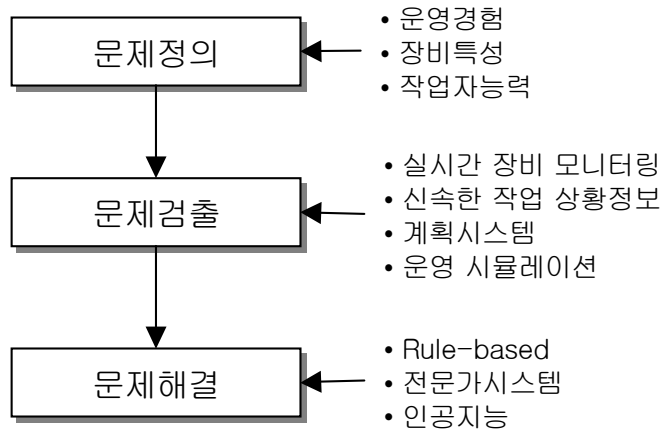 문제정의
• 운영경험
• 장비특성
• 작업자능력
문제검출
• 실시간 장비 모니터링
• 신속한 작업 상황정보
• 계획시스템
• 운영 시뮬레이션
문제해결
• Rule-based
• 전문가시스템
• 인공지능